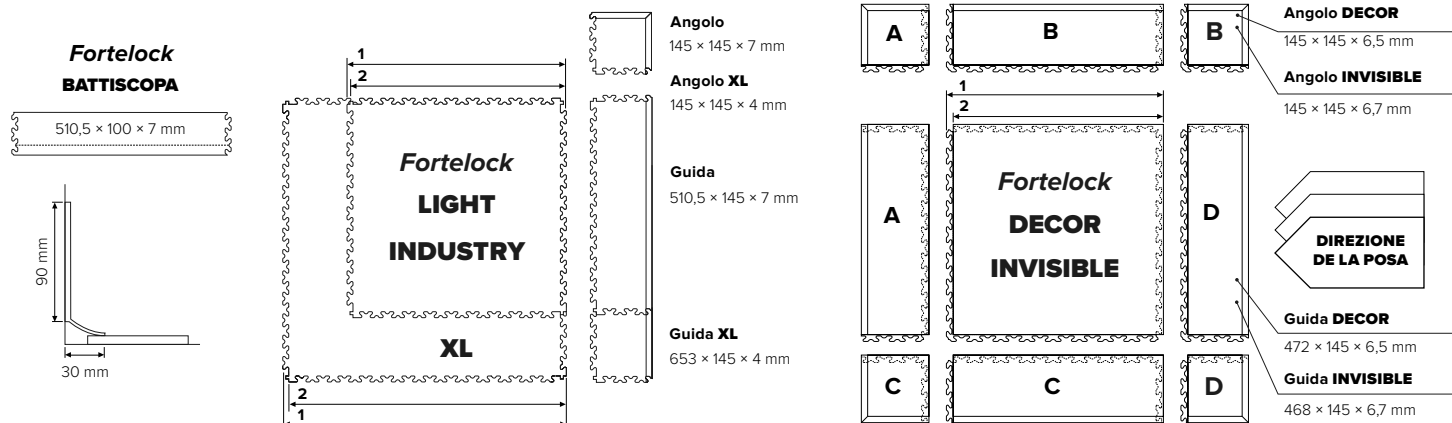 Fortelock
BATTISCOPA
510,5 × 100 × 7 mm
90 mm
30 mm
1
2
Fortelock
LIGHT
INDUSTRY
XL
2
1
Angolo
145 × 145 × 7 mm
Angolo XL
145 × 145 × 4 mm
Guida
510,5 × 145 × 7 mm
Guida XL
653 × 145 × 4 mm
A
B
B
1
2
A
Fortelock
DECOR
INVISIBLE
D
C
C
D
Angolo DECOR
145 × 145 × 6,5 mm
Angolo INVISIBLE
145 × 145 × 6,7 mm
DIREZIONE
DE LA POSA
Guida DECOR
472 × 145 × 6,5 mm
Guida INVISIBLE
468 × 145 × 6,7 mm